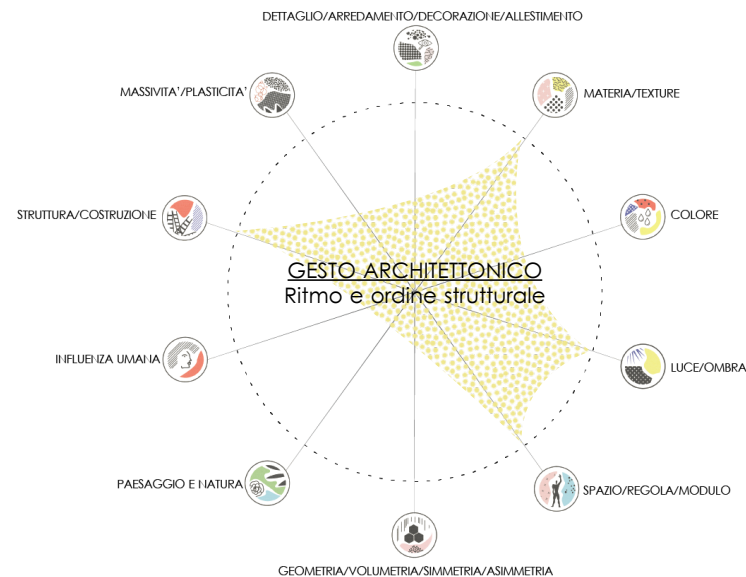 DETTAGLIO/ARREDAMENTO/DECORAZIONE/ALLESTIMENTO
MASSIVITA'/PLASTICITA'
MATERIA/TEXTURE
STRUTTURA/COSTRUZIONE
COLORE
GESTO ARCHITETTONICO
Ritmo e ordine strutturale
INFLUENZA UMANA
LUCE/OMBRA
PAESAGGIO E NATURA
SPAZIO/REGOLA/MODULO
GEOMETRIA/VOLUMETRIA/SIMMETRIA/ASIMMETRIA